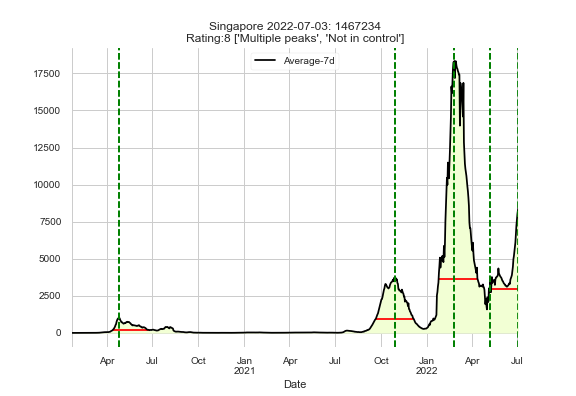 Singapore 2022-07-03: 1467234
Rating:8 ['Multiple peaks', 'Not in control']
Average-7d
17500
15000
12500
10000
7500
5000
2500
0
Apr Jul Oct Jan Apr Jul Oct Jan Apr Jul
2021 2022
Date